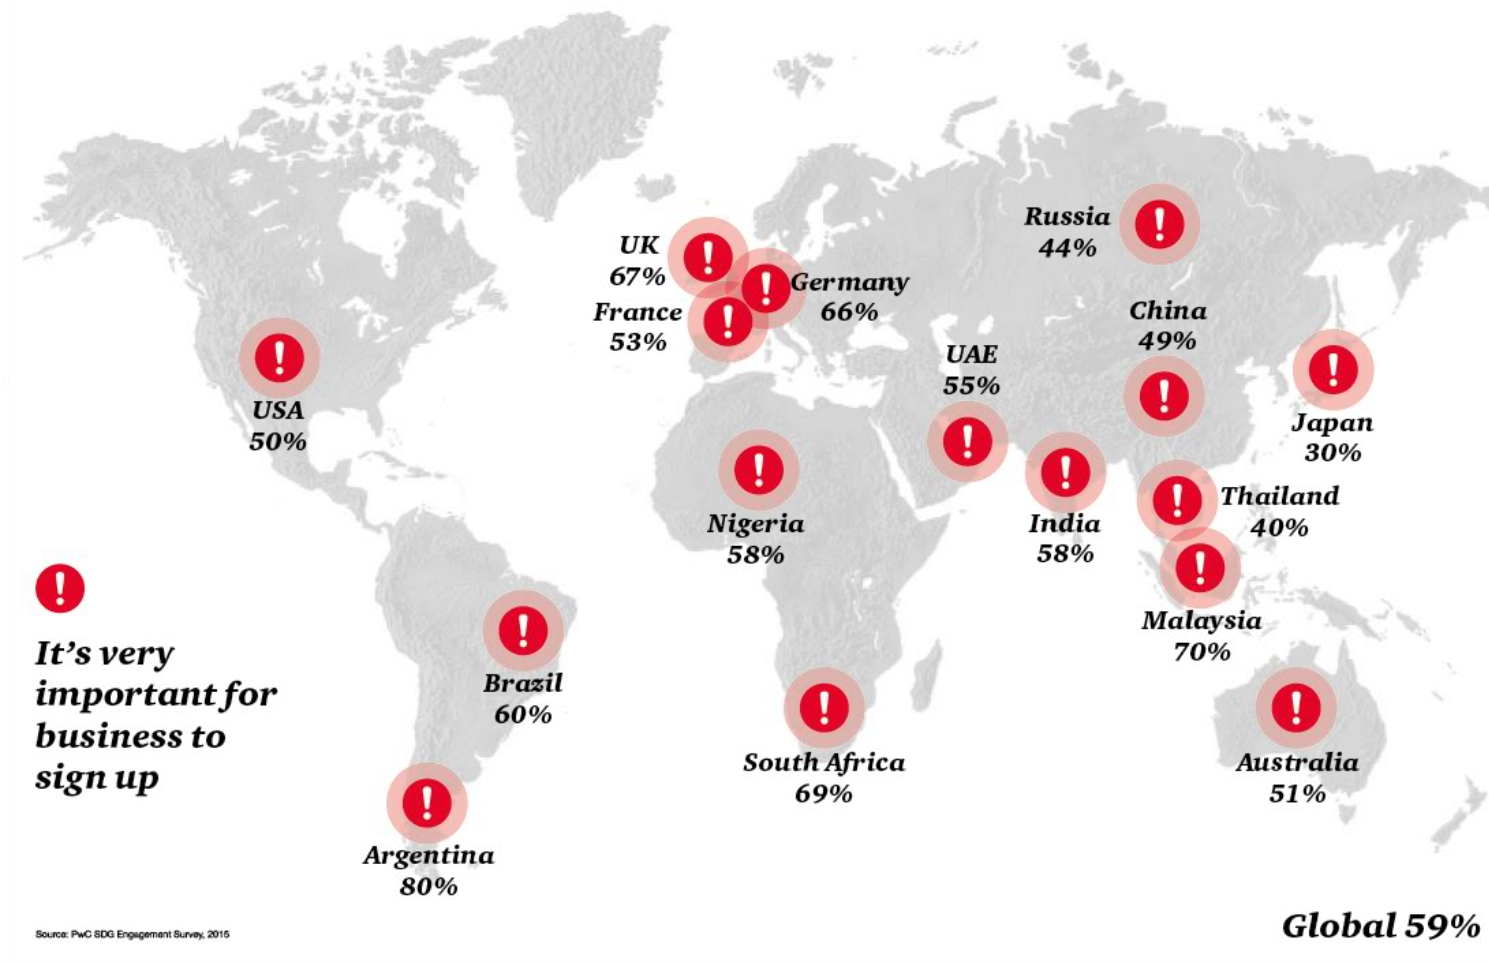 Russia
44%
UK
67%
Germany
66%
France
53%
China
49%
UAE
55%
USA
50%
Japan
30%
Thailand
40%
Nigeria
58%
India
58%
Malaysia
70%
It's very
important for
business to
sign up
Brazil
60%
South Africa
69%
Australia
51%
Argentina
80%
Source: PwC SDG Engagement Survey, 2015
Global 59%